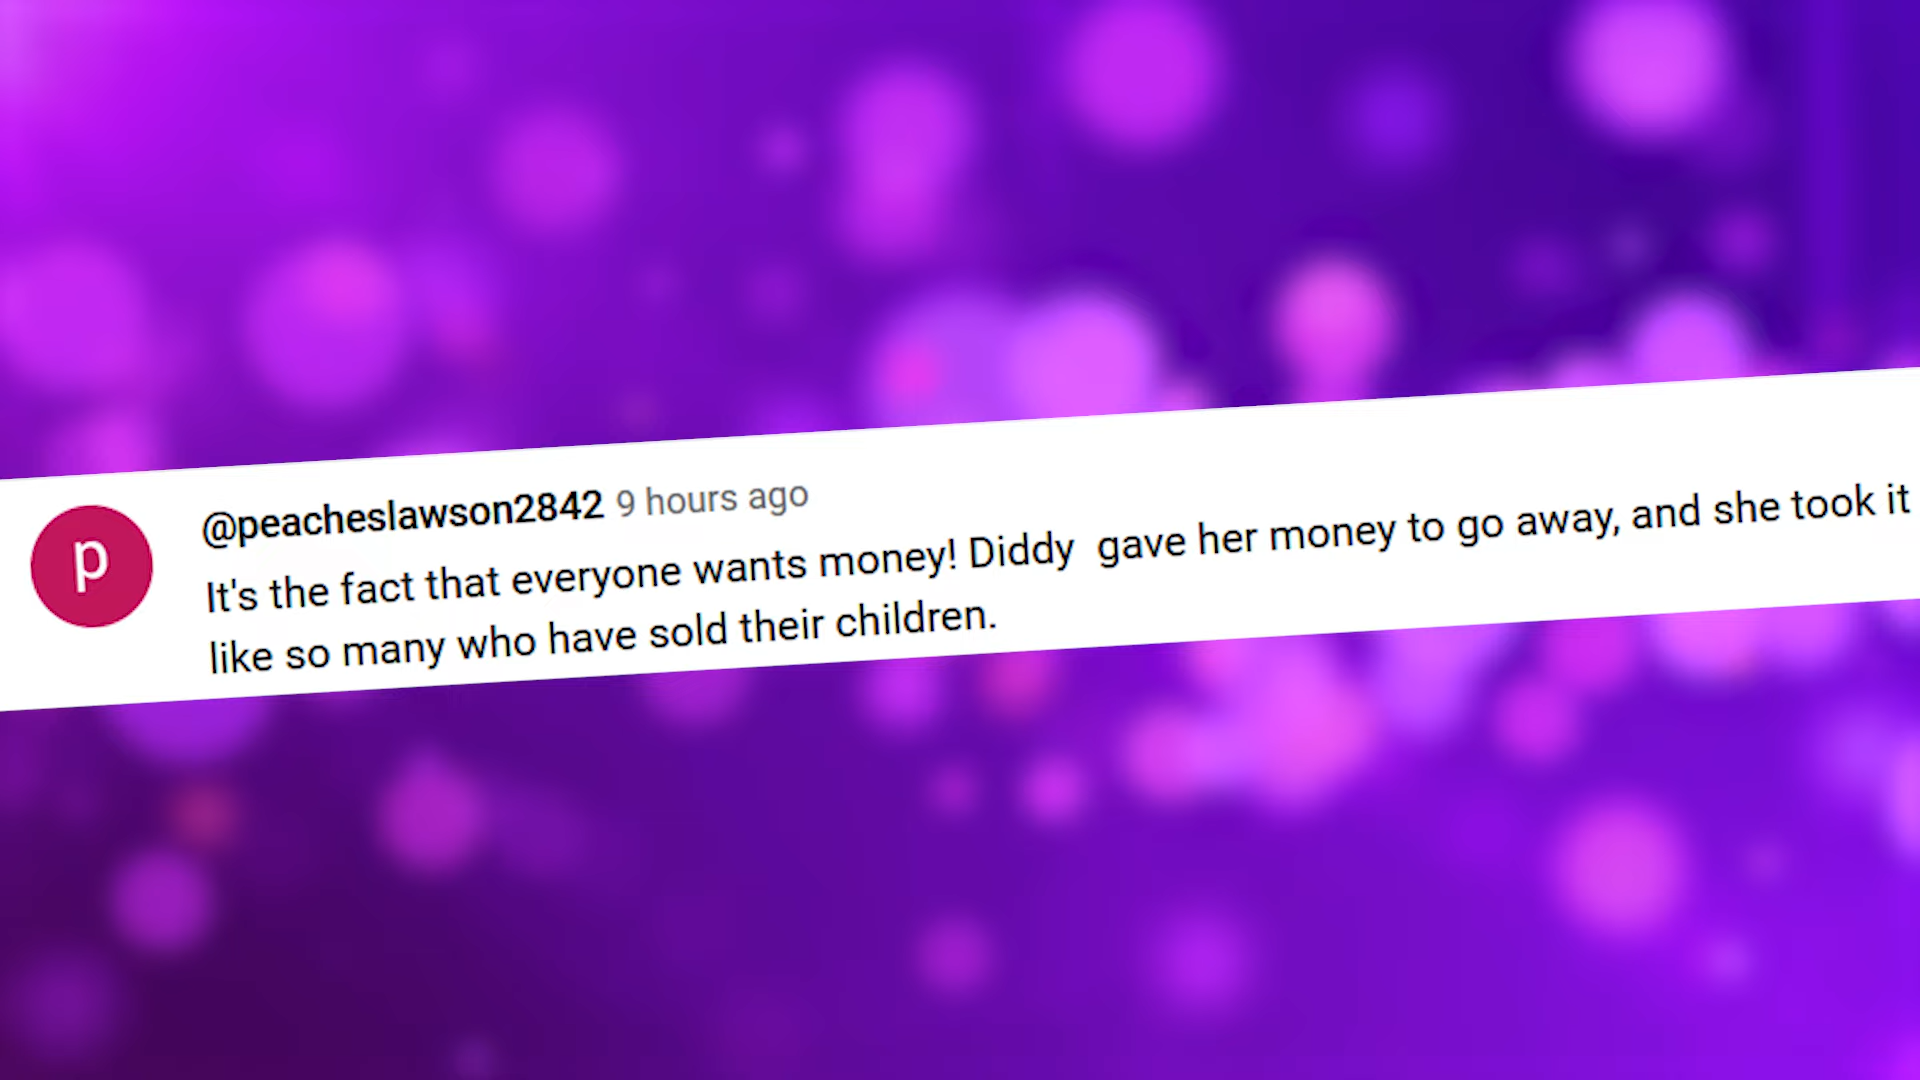 p
@peacheslawson2842 9 hours ago
It's the fact that everyone wants money! Diddy  gave her money to go away, and she took it
like so many who have sold their children.